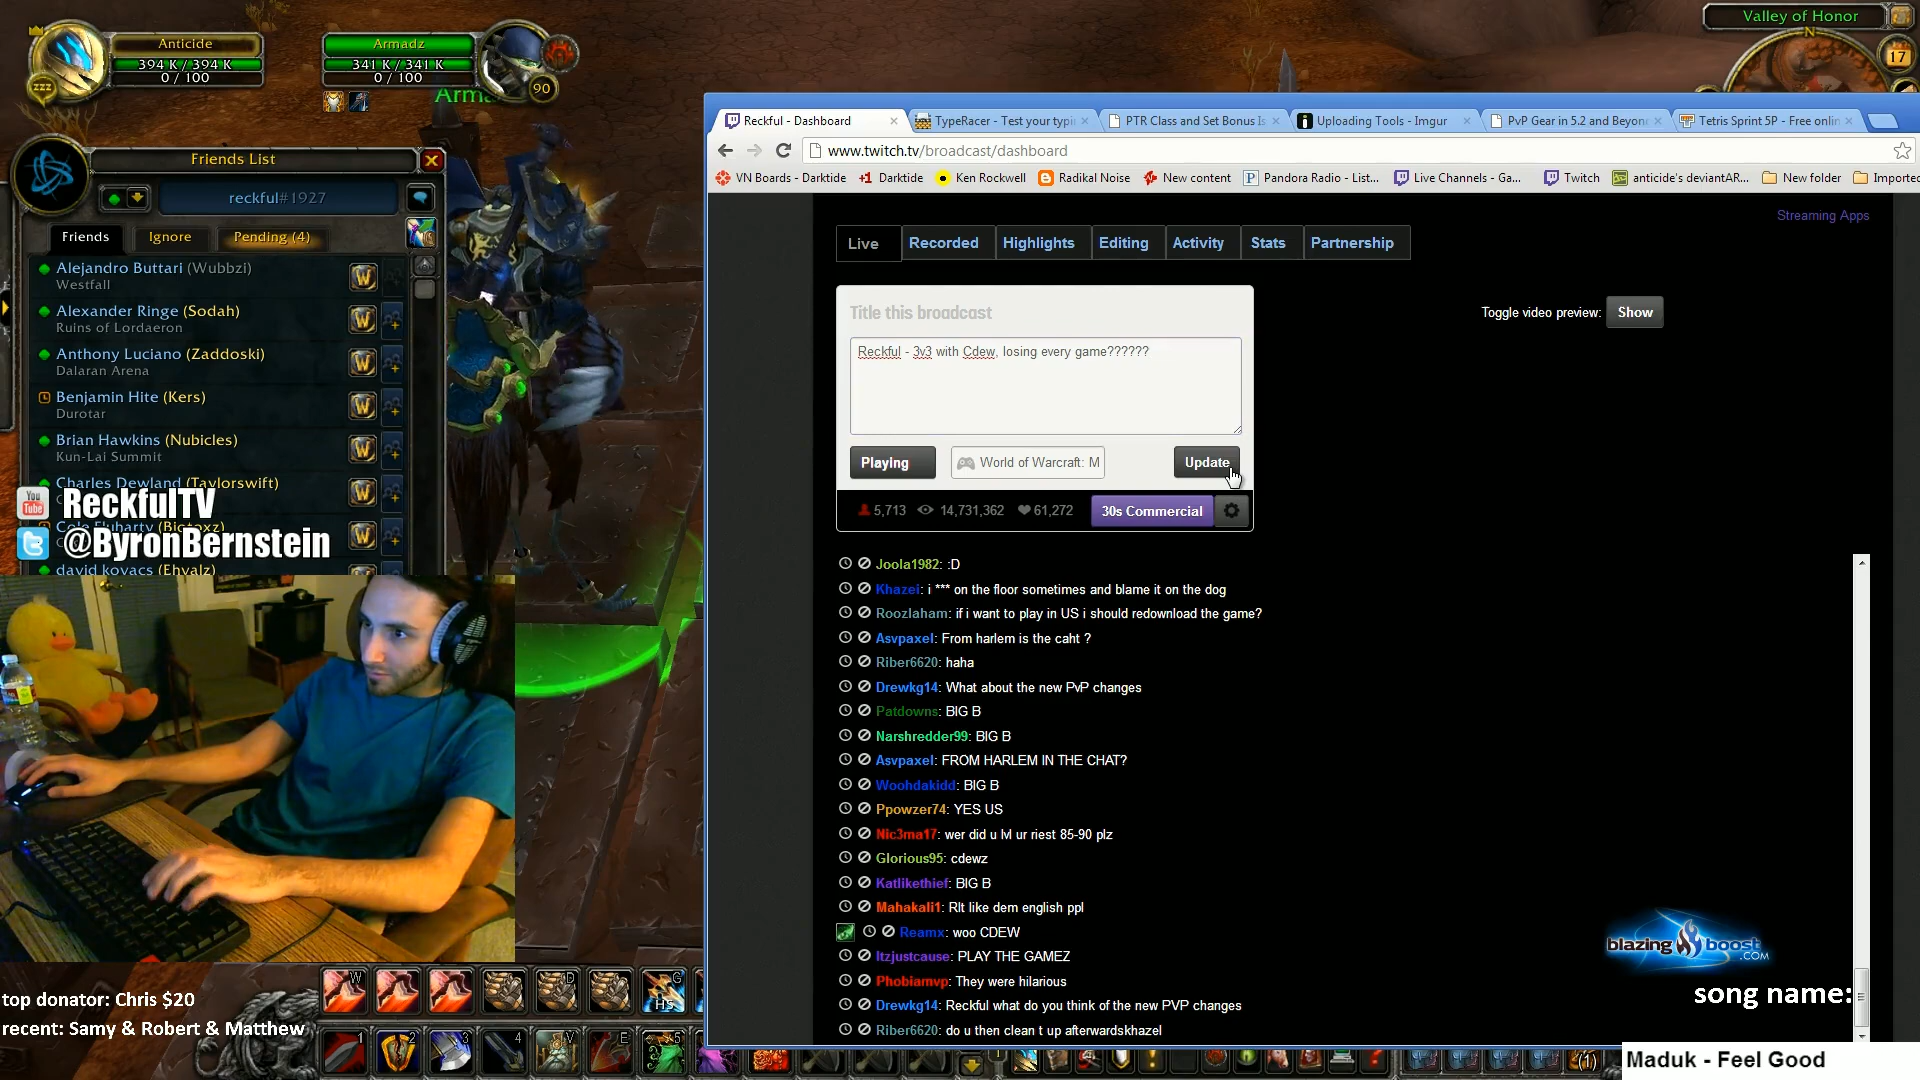 Anticide
394 K / 394 K
0 / 100
Armadz
341 K / 341 K
0 / 100
90
zzz
Valley of Honor
N
17
Friends List
reckful#1927
Friends
Ignore
Pending (4)
Alejandro Buttari (Wubbzi)
Westfall
Alexander Ringe (Sodah)
Ruins of Lordaeron
Anthony Luciano (Zaddoski)
Dalaran Arena
Benjamin Hite (Kers)
Durotar
Brian Hawkins (Nubicles)
Kun-Lai Summit
Charles Dewland (Taylorswift)
david kovacs (Ehvalz)
You Tube
ReckfulTV
@ByronBernstein
top donator: Chris $20
recent: Samy & Robert & Matthew
Reckful - Dashboard
TypeRacer - Test your typi
PTR Class and Set Bonus Is
Uploading Tools - Imgur
PvP Gear in 5.2 and Beyon
Tetris Sprint 5P - Free onlin
www.twitch.tv/broadcast/dashboard
VN Boards - Darktide
+1 Darktide
Ken Rockwell
Radikal Noise
New content
Pandora Radio - List...
Live Channels - Ga...
Twitch
anticide's deviantAR...
New folder
Imported
Streaming Apps
Live
Recorded
Highlights
Editing
Activity
Stats
Partnership
Title this broadcast
Reckful - 3v3 with Cdew, losing every game??????
Playing
World of Warcraft: M
Update
5,713
14,731,362
61,272
30s Commercial
Toggle video preview:
Show
Joola1982: :D
Khazei: i *** on the floor sometimes and blame it on the dog
Roozlaham: if i want to play in US i should redownload the game?
Asvpaxel: From harlem is the caht ?
Riber6620: haha
Drewkg14: What about the new PvP changes
Patdowns: BIG B
Narshredder99: BIG B
Asvpaxel: FROM HARLEM IN THE CHAT?
Woohdakidd: BIG B
Ppowzer74: YES US
Nic3ma17: wer did u lvl ur riest 85-90 plz
Glorious95: cdewz
Katlikethief: BIG B
Mahakali1: Rlt like dem english ppl
Reamx: woo CDEW
Itzjustcause: PLAY THE GAMEZ
Phobiamvp: They were hilarious
Drewkg14: Reckful what do you think of the new PVP changes
Riber6620: do u then clean t up afterwardskhazel
blazing boost
.COM
song name:
Maduk - Feel Good